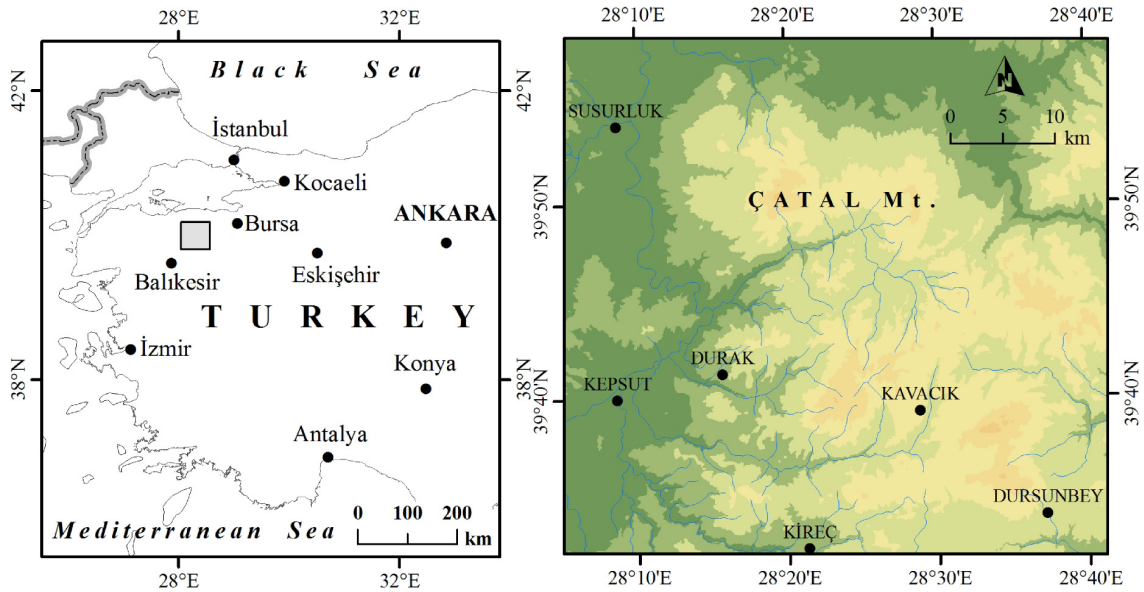 28°E
32°E
Black Sea
42°N
42°N
İstanbul
Kocaeli
Bursa
ANKARA
Balıkesir
Eskişehir
TURKEY
İzmir
Konya
38°N
38°N
Antalya
0 100 200
km
Mediterranean Sea
28°E
32°E
28°10'E
28°20'E
28°30'E
28°40'E
N
SUSURLUK
0 5 10
km
39°50'N
39°50'N
ÇATAL Mt.
DURAK
KEPSUT
KAVACIK
39°40'N
39°40'N
DURSUNBEY
KİREÇ
28°10'E
28°20'E
28°30'E
28°40'E